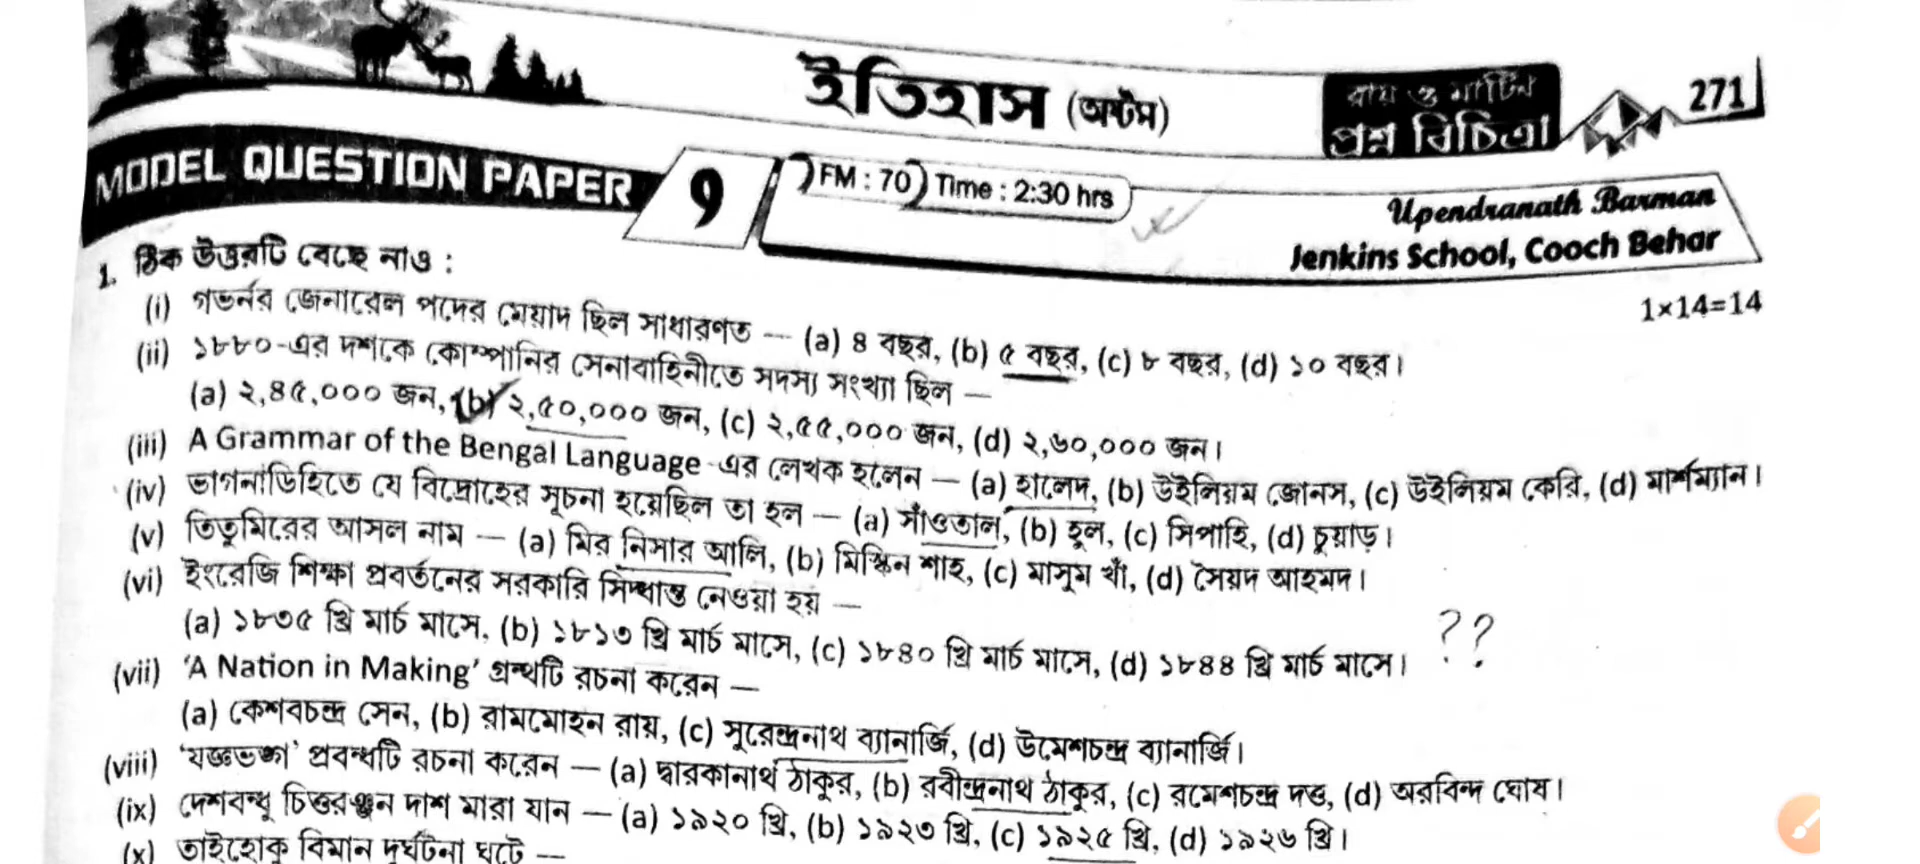 ইতিহাস (অষ্টম)
রায় ও মার্টিন
প্রশ্ন বিচিত্রা
271
MODEL QUESTION PAPER 9 FM : 70 Time : 2:30 hrs
Upendranath Barman
Jenkins School, Cooch Behar
1. ঠিক উত্তরটি বেছে নাও : 1×14=14
(i) গভর্নর জেনারেল পদের মেয়াদ ছিল সাধারণত — (a) ৪ বছর, (b) ৫ বছর, (c) ৮ বছর, (d) ১০ বছর।
(ii) ১৮৮০-এর দশকে কোম্পানির সেনাবাহিনীতে সদস্য সংখ্যা ছিল —
(a) ২,৪৫,০০০ জন, (b) ২,৫০,০০০ জন, (c) ২,৫৫,০০০ জন, (d) ২,৬০,০০০ জন।
(iii) A Grammar of the Bengal Language-এর লেখক হলেন — (a) হালেদ, (b) উইলিয়ম জোনস, (c) উইলিয়ম কেরি, (d) মার্শম্যান।
(iv) ভাগনাডিহিতে যে বিদ্রোহের সূচনা হয়েছিল তা হল — (a) সাঁওতাল, (b) হুল, (c) সিপাহি, (d) চুয়াড়।
(v) তিতুমিরের আসল নাম — (a) মির নিসার আলি, (b) মিস্কিন শাহ, (c) মাসুম খাঁ, (d) সৈয়দ আহমদ।
(vi) ইংরেজি শিক্ষা প্রবর্তনের সরকারি সিদ্ধান্ত নেওয়া হয় —
(a) ১৮৩৫ খ্রি মার্চ মাসে, (b) ১৮১৩ খ্রি মার্চ মাসে, (c) ১৮৪০ খ্রি মার্চ মাসে, (d) ১৮৪৪ খ্রি মার্চ মাসে। ??
(vii) ‘A Nation in Making’ গ্রন্থটি রচনা করেন —
(a) কেশবচন্দ্র সেন, (b) রামমোহন রায়, (c) সুরেন্দ্রনাথ ব্যানার্জি, (d) উমেশচন্দ্র ব্যানার্জি।
(viii) ‘যজ্ঞভঙ্গ’ প্রবন্ধটি রচনা করেন — (a) দ্বারকানাথ ঠাকুর, (b) রবীন্দ্রনাথ ঠাকুর, (c) রমেশচন্দ্র দত্ত, (d) অরবিন্দ ঘোষ।
(ix) দেশবন্ধু চিত্তরঞ্জন দাশ মারা যান — (a) ১৯২০ খ্রি, (b) ১৯২৩ খ্রি, (c) ১৯২৫ খ্রি, (d) ১৯২৬ খ্রি।
(x) তাইহোকু বিমান দুর্ঘটনা ঘটে —